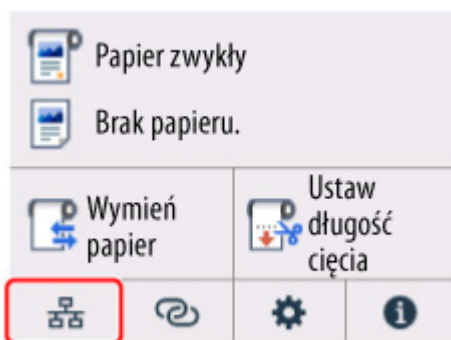 Papier zwykły
Brak papieru.
Wymień
papier
Ustaw
długość
cięcia